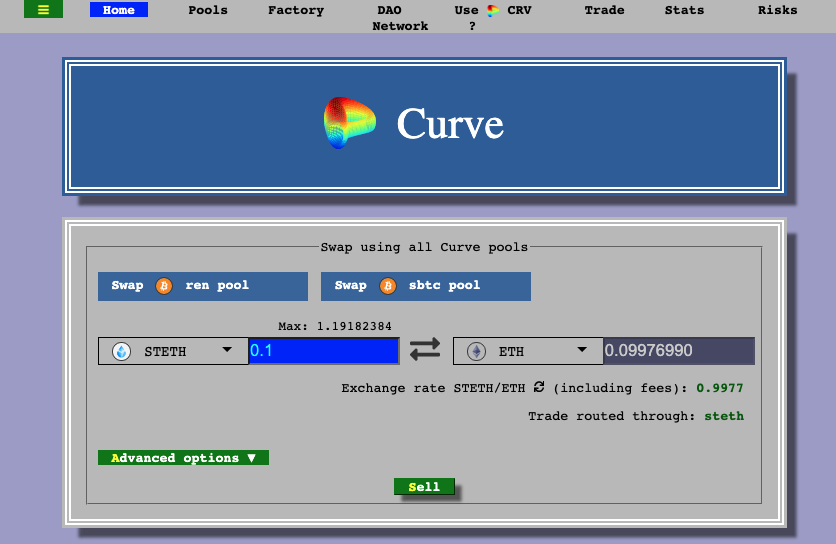 Home Pools Factory DAO Use CRV Trade Stats Risks
Network ?
Curve
Swap using all Curve pools
Swap ren pool Swap sbtc pool
Max: 1.19182384
STETH 0.1 ETH 0.09976990
Exchange rate STETH/ETH (including fees): 0.9977
Trade routed through: steth
Advanced options ▼
Sell